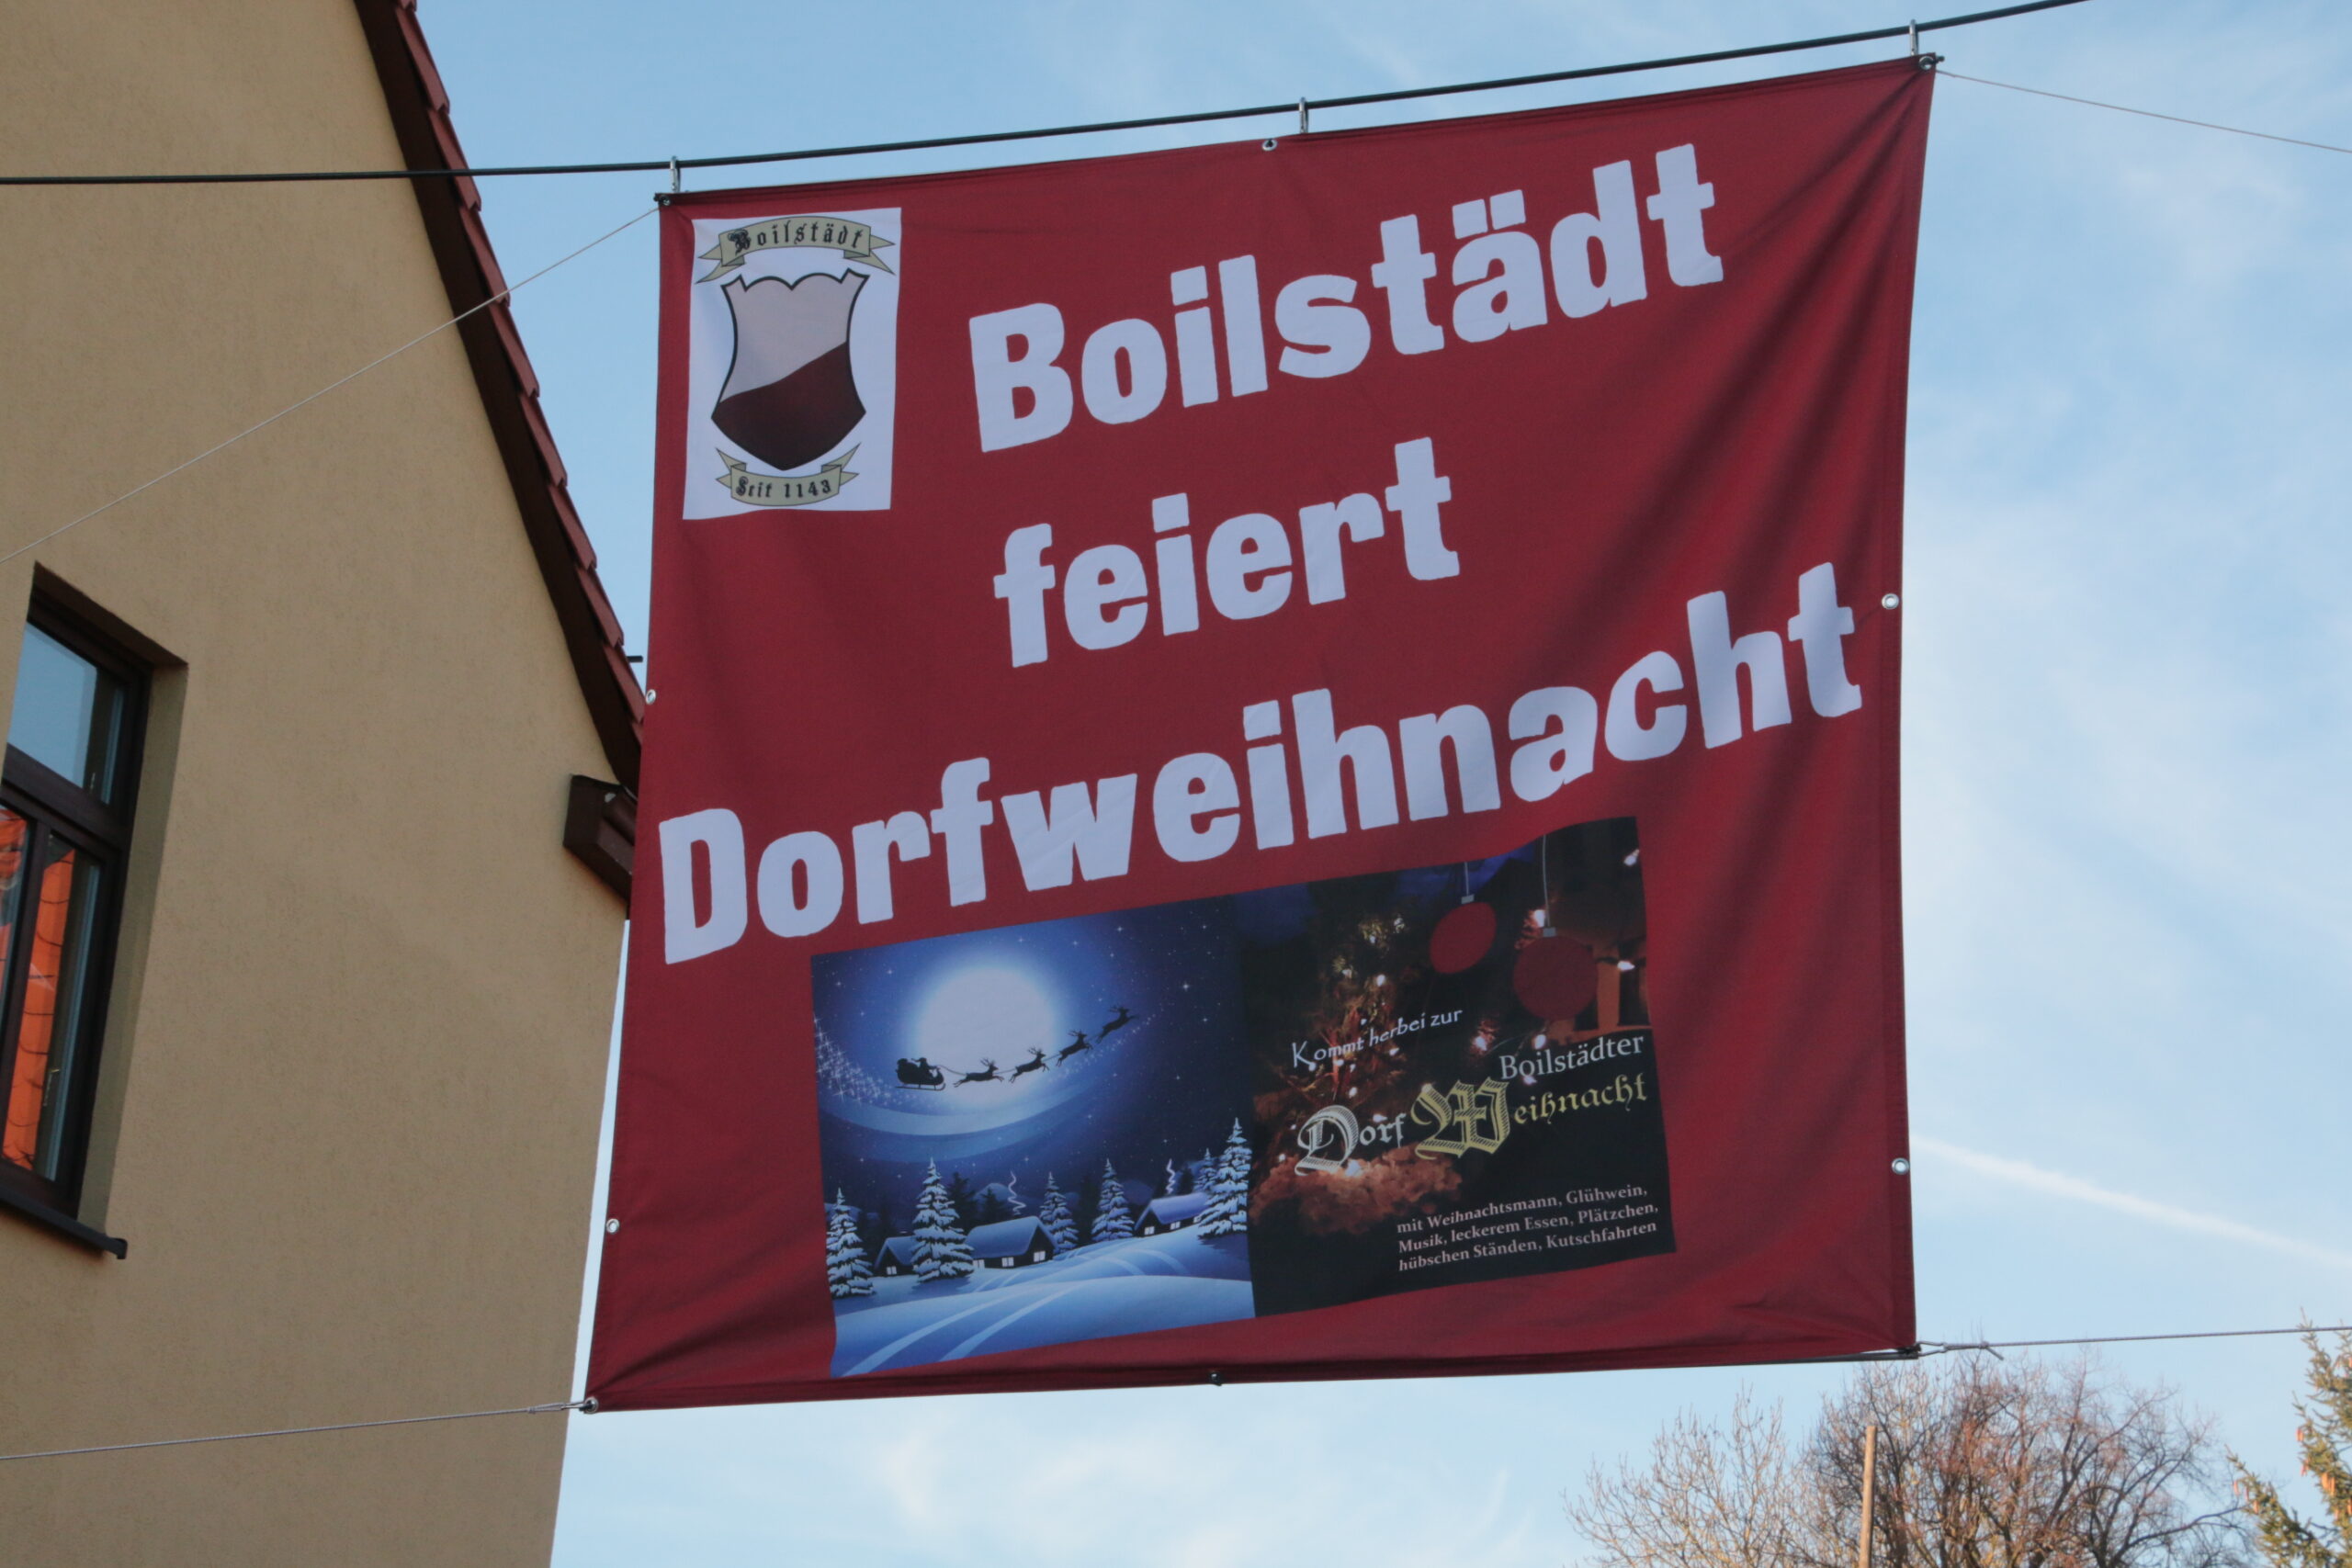 Boilstädt
Seit 1143
Boilstädt
feiert
Dorfweihnacht
Kommt herbei zur
Boilstädter
Dorf Weihnacht
mit Weihnachtsmann, Glühwein,
Musik, leckerem Essen, Plätzchen,
hübschen Ständen, Kutschfahrten